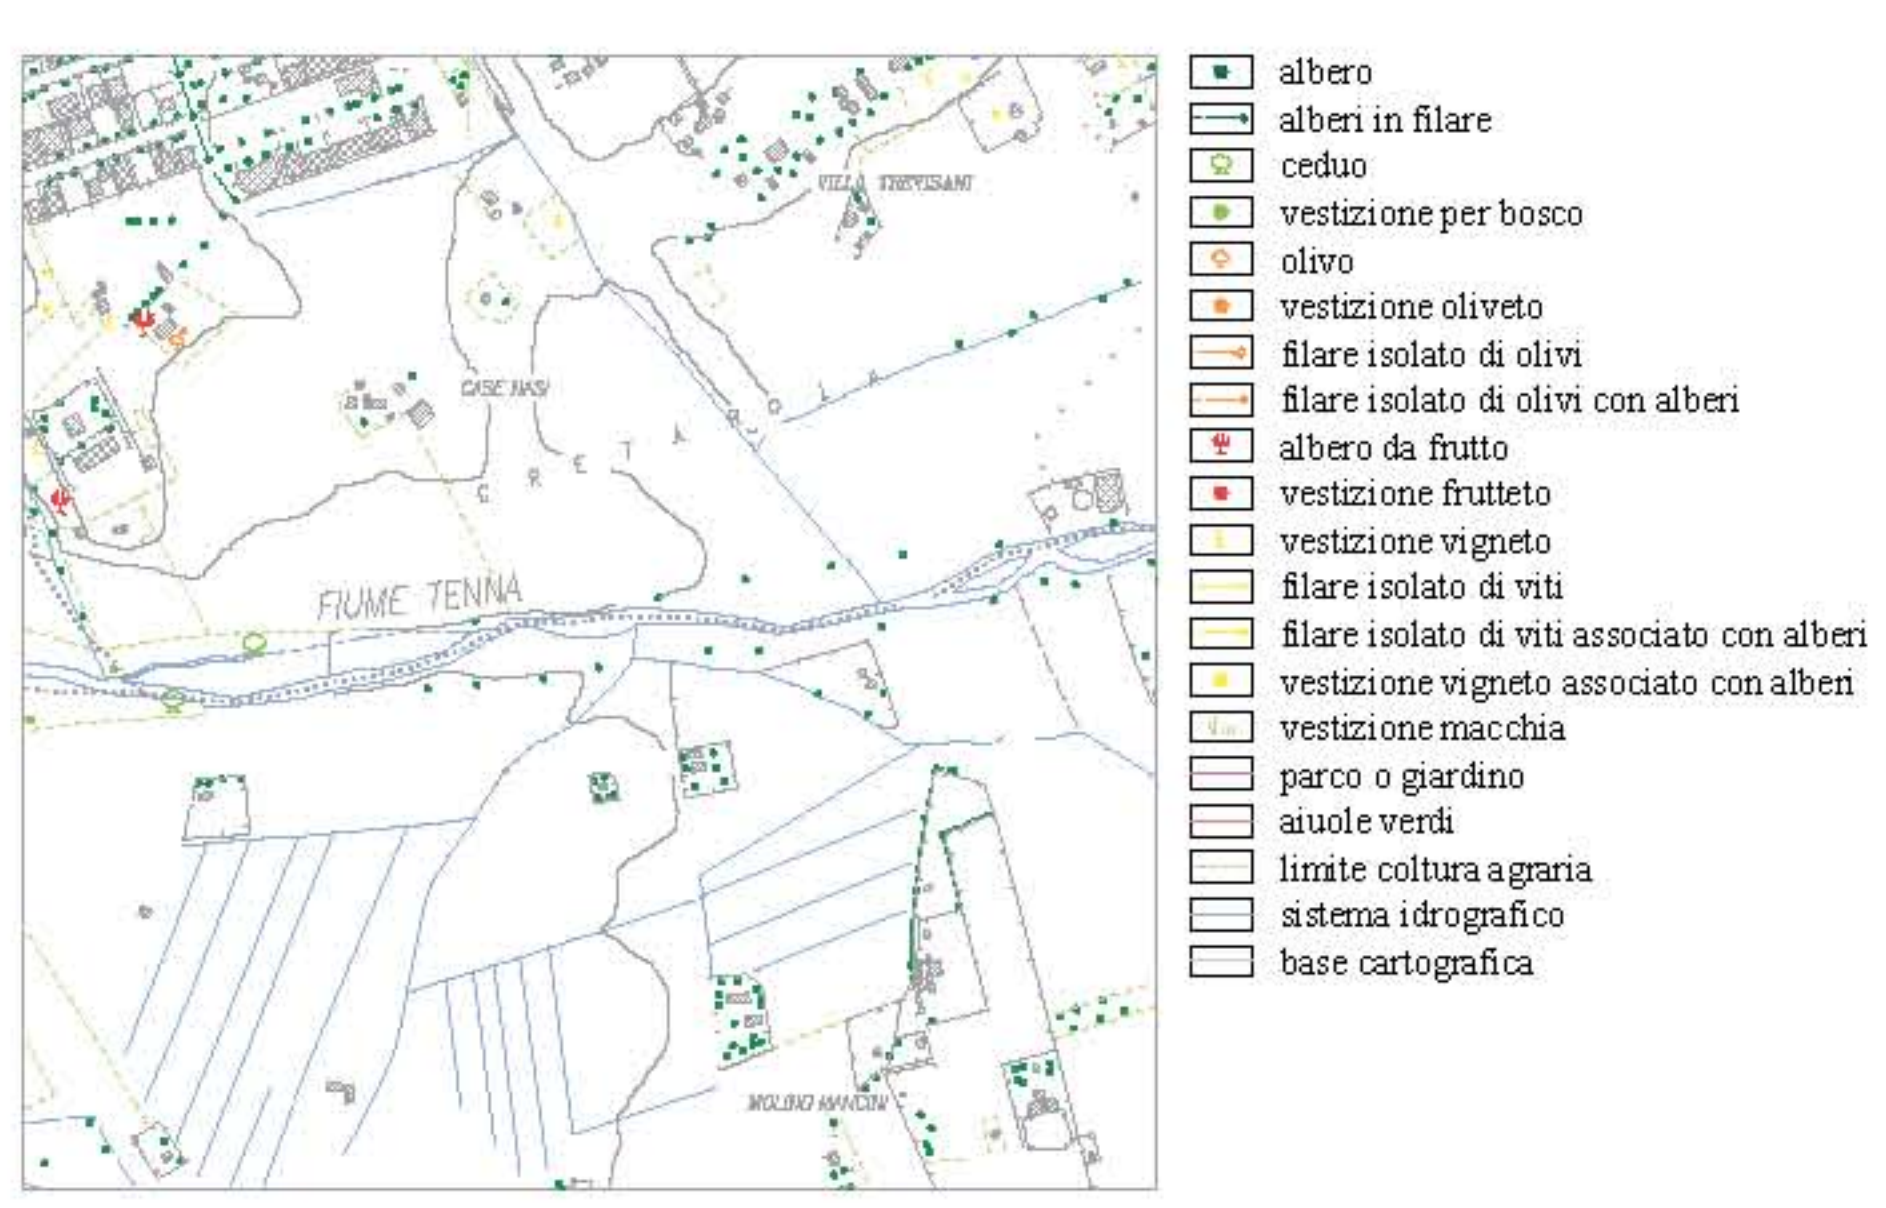 VILLA TREVISANI
CASE NASI
C R E T A R O L A
FIUME TENNA
MOLINO MANCINI
albero
alberi in filare
ceduo
vestizione per bosco
olivo
vestizione oliveto
filare isolato di olivi
filare isolato di olivi con alberi
albero da frutto
vestizione frutteto
vestizione vigneto
filare isolato di viti
filare isolato di viti associato con alberi
vestizione vigneto associato con alberi
vestizione macchia
parco o giardino
aiuole verdi
limite coltura agraria
sistema idrografico
base cartografica